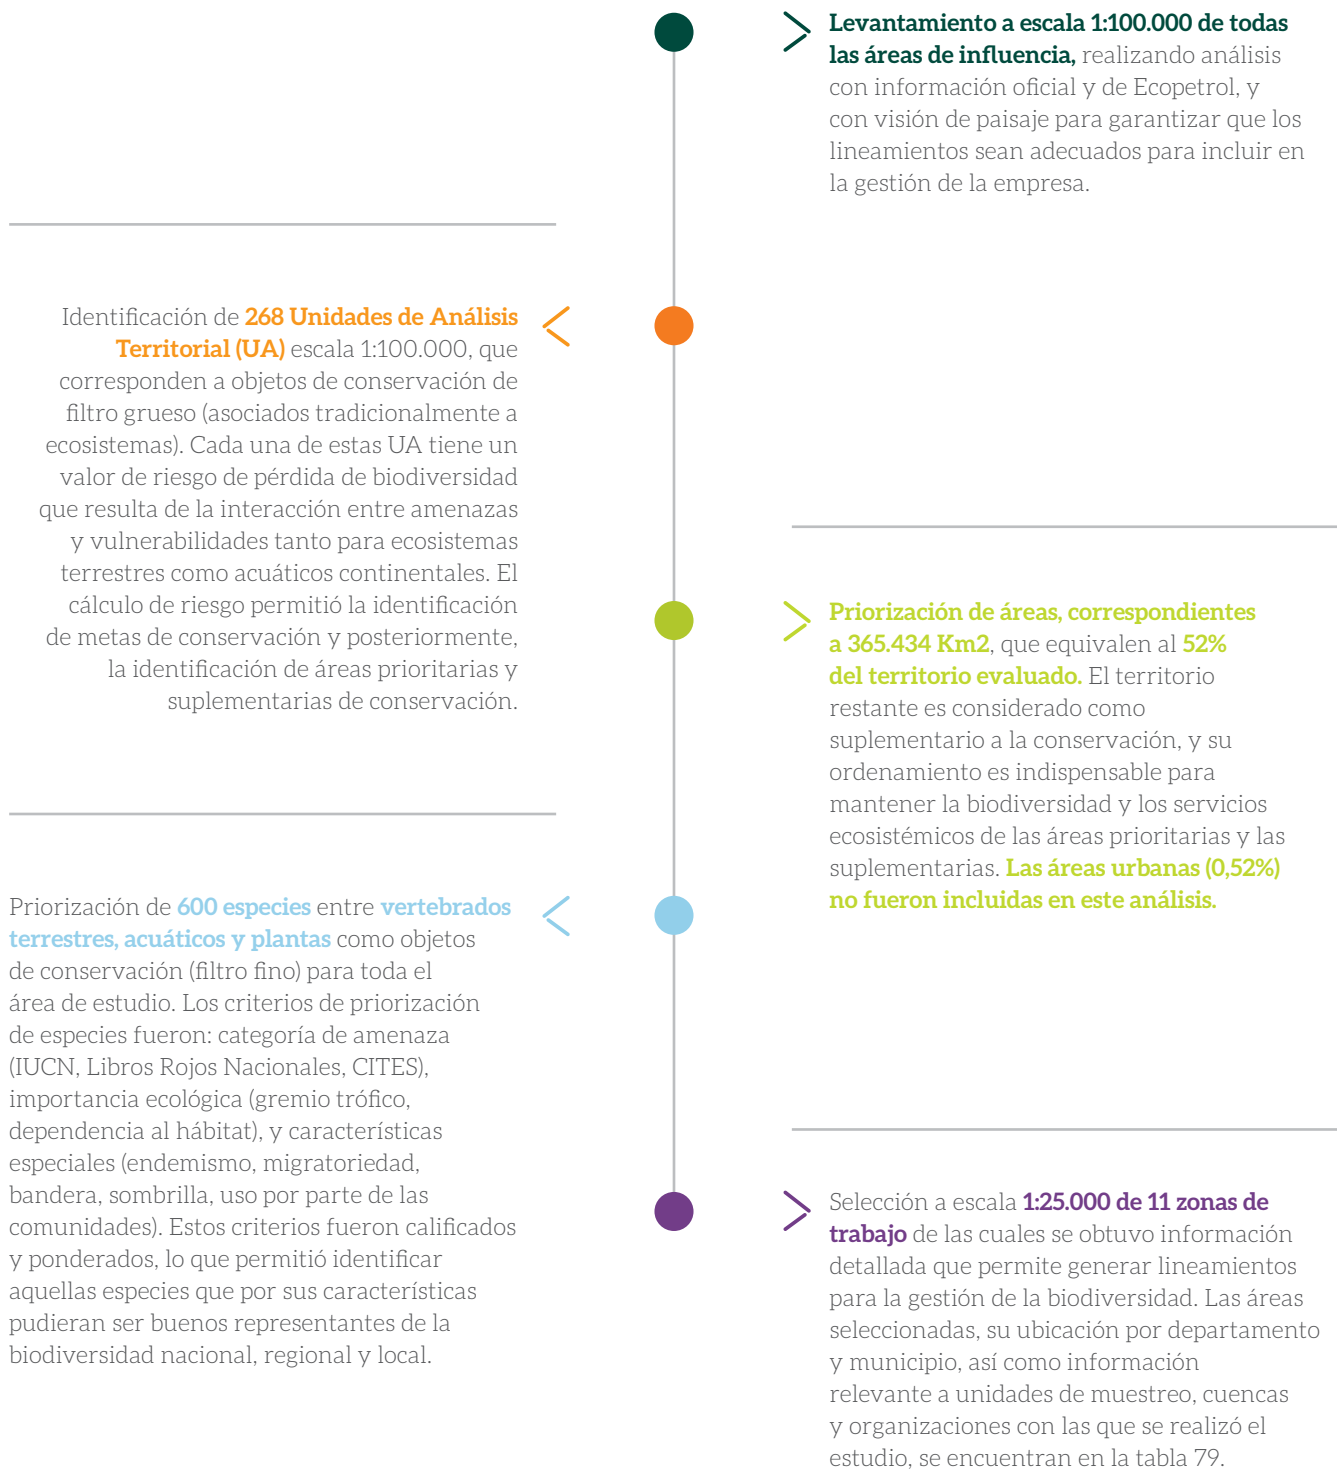 Levantamiento a escala 1:100.000 de todas
las áreas de influencia, realizando análisis
con información oficial y de Ecopetrol, y
con visión de paisaje para garantizar que los
lineamientos sean adecuados para incluir en
la gestión de la empresa.
Identificación de 268 Unidades de Análisis
Territorial (UA) escala 1:100.000, que
corresponden a objetos de conservación de
filtro grueso (asociados tradicionalmente a
ecosistemas). Cada una de estas UA tiene un
valor de riesgo de pérdida de biodiversidad
que resulta de la interacción entre amenazas
y vulnerabilidades tanto para ecosistemas
terrestres como acuáticos continentales. El
cálculo de riesgo permitió la identificación
de metas de conservación y posteriormente,
la identificación de áreas prioritarias y
suplementarias de conservación.
Priorización de áreas, correspondientes
a 365.434 Km2, que equivalen al 52%
del territorio evaluado. El territorio
restante es considerado como
suplementario a la conservación, y su
ordenamiento es indispensable para
mantener la biodiversidad y los servicios
ecosistémicos de las áreas prioritarias y las
suplementarias. Las áreas urbanas (0,52%)
no fueron incluidas en este análisis.
Priorización de 600 especies entre vertebrados
terrestres, acuáticos y plantas como objetos
de conservación (filtro fino) para toda el
área de estudio. Los criterios de priorización
de especies fueron: categoría de amenaza
(IUCN, Libros Rojos Nacionales, CITES),
importancia ecológica (gremio trófico,
dependencia al hábitat), y características
especiales (endemismo, migratoriedad,
bandera, sombrilla, uso por parte de las
comunidades). Estos criterios fueron calificados
y ponderados, lo que permitió identificar
aquellas especies que por sus características
pudieran ser buenos representantes de la
biodiversidad nacional, regional y local.
Selección a escala 1:25.000 de 11 zonas de
trabajo de las cuales se obtuvo información
detallada que permite generar lineamientos
para la gestión de la biodiversidad. Las áreas
seleccionadas, su ubicación por departamento
y municipio, así como información
relevante a unidades de muestreo, cuencas
y organizaciones con las que se realizó el
estudio, se encuentran en la tabla 79.